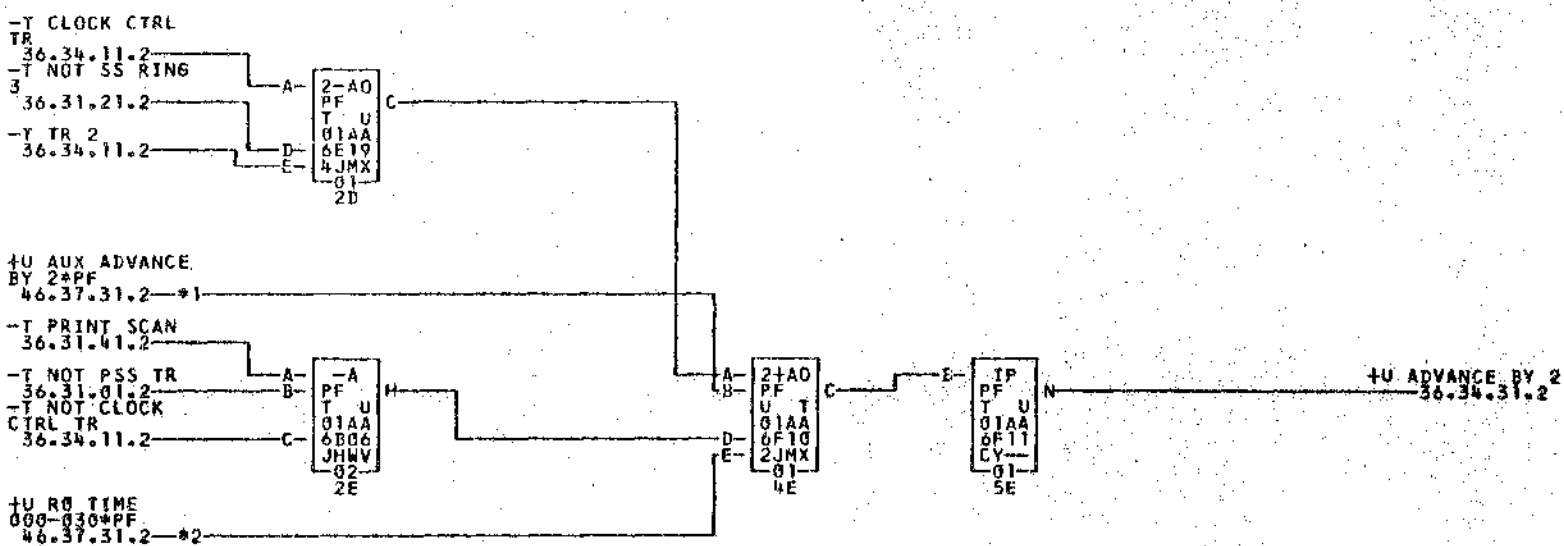 -T CLOCK CTRL
TR
36.34.11.2
-T NOT SS RING
3
36.31.21.2
-T TR 2
36.34.11.2
A
D
E
2-AO
PF
T U
01AA
6E19
4JMX
01
2D
C
+U AUX ADVANCE
BY 2*PF
46.37.31.2—*1
-T PRINT SCAN
36.31.41.2
-T NOT PSS TR
36.31.01.2
-T NOT CLOCK
CTRL TR
36.34.11.2
A
B
C
-A
PF
T U
01AA
6B06
JHWV
02
2E
H
+U R0 TIME
000-030*PF
46.37.31.2—*2
A
B
D
E
2+AO
PF
U T
01AA
6F10
2JMX
01
4E
C
B
IP
PF
T U
01AA
6F11
CY—
01
5E
N
+U ADVANCE BY 2
36.34.31.2